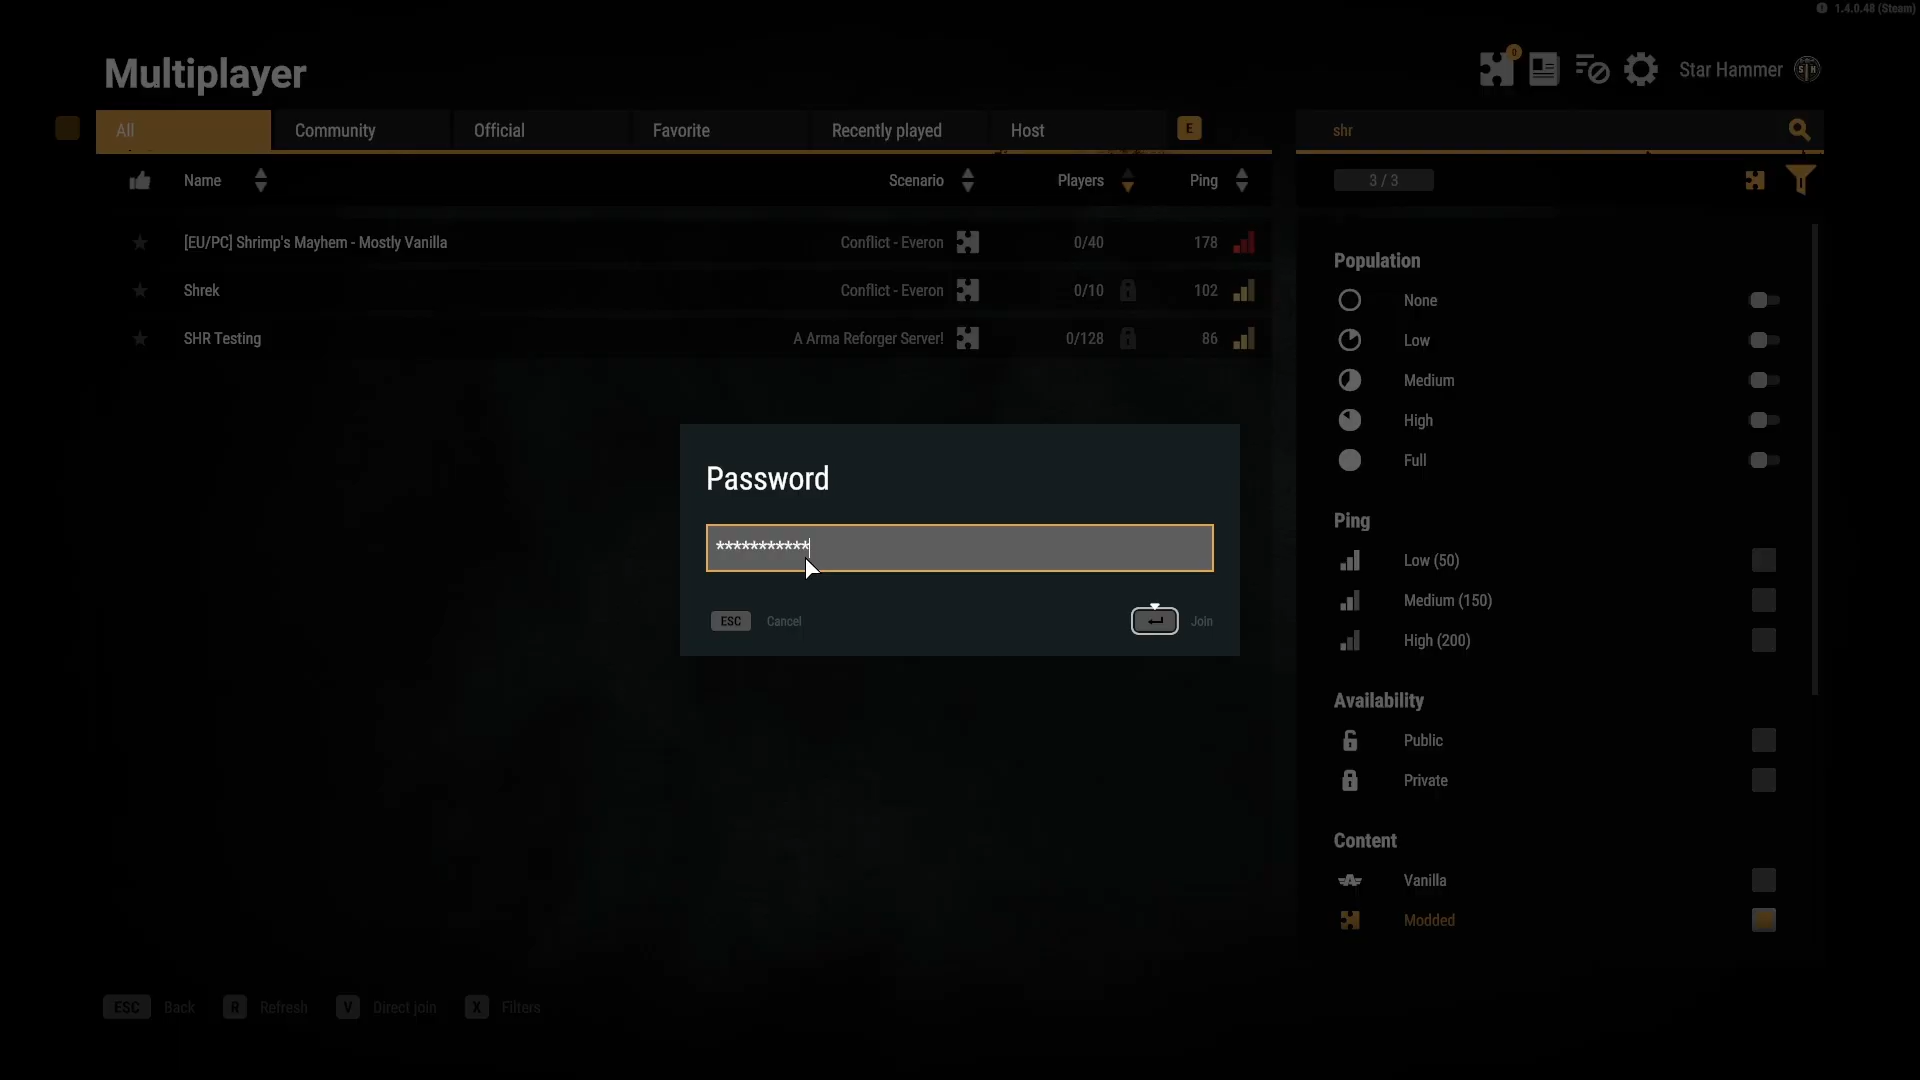 1.4.0.48 (Steam)
Multiplayer
0
Star Hammer
All
Community
Official
Favorite
Recently played
Host
E
shr
Name
Scenario
Players
Ping
3 / 3
[EU/PC] Shrimp's Mayhem - Mostly Vanilla
Conflict - Everon
0/40
178
Shrek
Conflict - Everon
0/10
102
SHR Testing
A Arma Reforger Server!
0/128
86
Population
None
Low
Medium
High
Full
Password
***********
ESC Cancel
Join
Ping
Low (50)
Medium (150)
High (200)
Availability
Public
Private
Content
Vanilla
Modded
ESC Back
R Refresh
V Direct join
X Filters